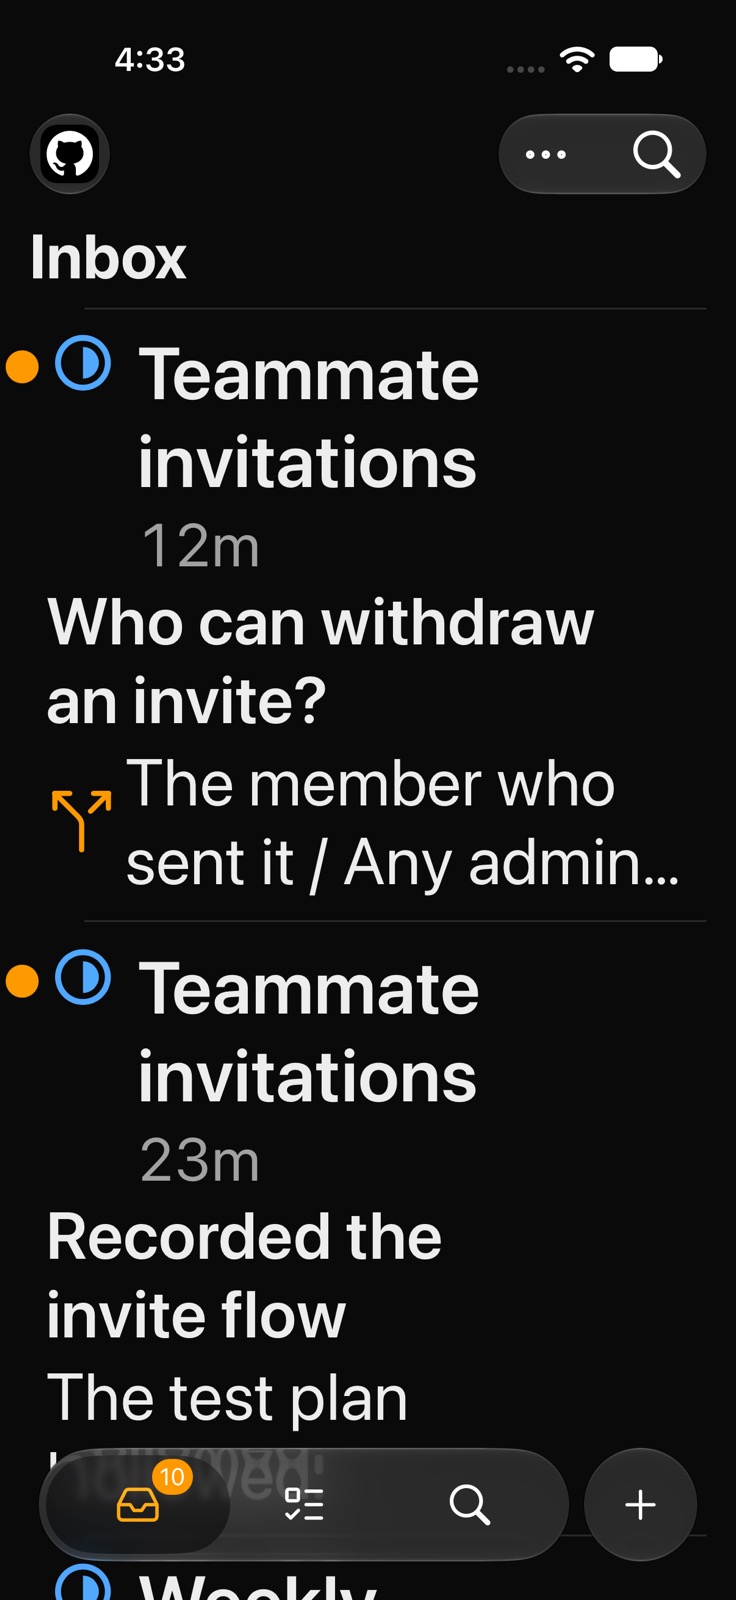 4:33
Inbox
Teammate
invitations
12m
Who can withdraw
an invite?
The member who
sent it / Any admin...
Teammate
invitations
23m
Recorded the
invite flow
The test plan
10
Weekly